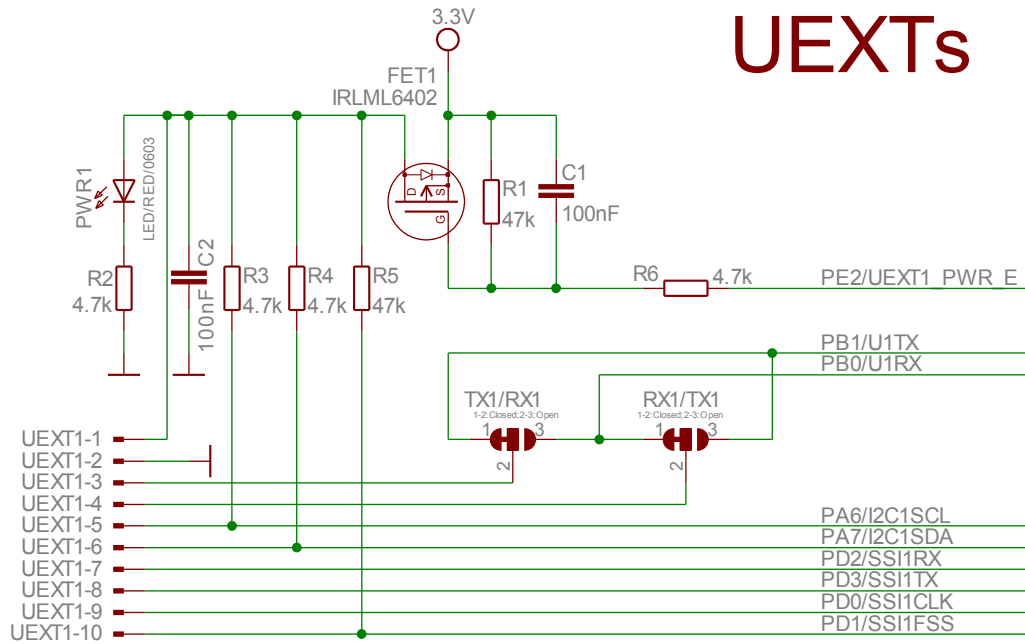 UEXTs
3.3V
FET1
IRLML6402
D
S
G
PWR1
LED/RED/0603
R1
47k
C1
100nF
R2
4.7k
C2
100nF
R3
4.7k
R4
4.7k
R5
47k
R6
4.7k
PE2/UEXT1_PWR_E
PB1/U1TX
PB0/U1RX
TX1/RX1
1-2:Closed;2-3:Open
1
3
2
RX1/TX1
1-2:Closed;2-3:Open
1
3
2
UEXT1-1
UEXT1-2
UEXT1-3
UEXT1-4
UEXT1-5
PA6/I2C1SCL
UEXT1-6
PA7/I2C1SDA
UEXT1-7
PD2/SSI1RX
UEXT1-8
PD3/SSI1TX
UEXT1-9
PD0/SSI1CLK
UEXT1-10
PD1/SSI1FSS